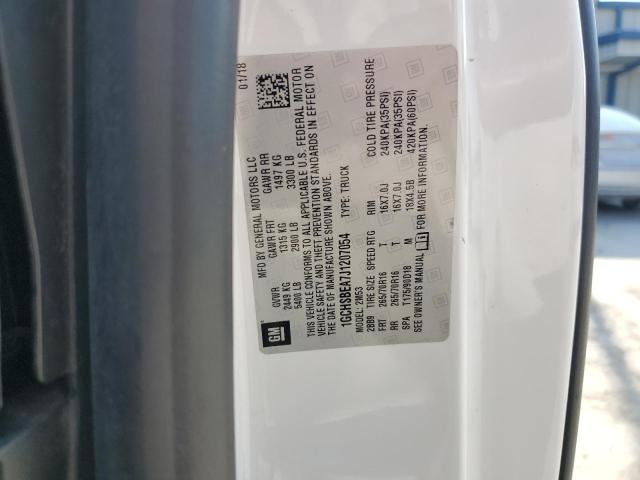 01/18
MFD BY GENERAL MOTORS LLC
GVWR GAWR FRT GAWR RR
2449 KG 1315 KG 1497 KG
5400 LB 2900 LB 3300 LB
THIS VEHICLE CONFORMS TO ALL APPLICABLE U.S. FEDERAL MOTOR
VEHICLE SAFETY AND THEFT PREVENTION STANDARDS IN EFFECT ON
THE DATE OF MANUFACTURE SHOWN ABOVE.
1GCHSBEA7J1207054 TYPE: TRUCK
MODEL: 2M53
28B9 TIRE SIZE SPEED RTG RIM COLD TIRE PRESSURE
FRT 265/70R16 T 16X7.0J 240KPA(35PSI)
RR 265/70R16 T 16X7.0J 240KPA(35PSI)
SPA T175/90D18 M 18X4.5B 420KPA(60PSI)
SEE OWNER'S MANUAL FOR MORE INFORMATION.
GM